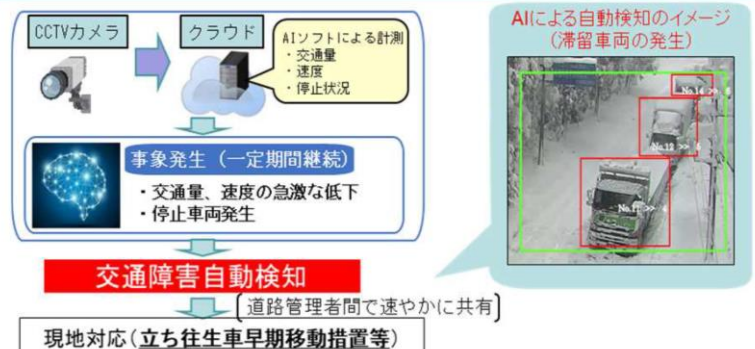 CCTVカメラ
クラウド
AIソフトによる計測
・交通量
・速度
・停止状況
事象発生（一定期間継続）
・交通量、速度の急激な低下
・停止車両発生
交通障害自動検知
[道路管理者間で速やかに共有]
現地対応（立ち往生車早期移動措置等）
AIによる自動検知のイメージ
（滞留車両の発生）
No.14 >>
No.12 >>
No.11 >>